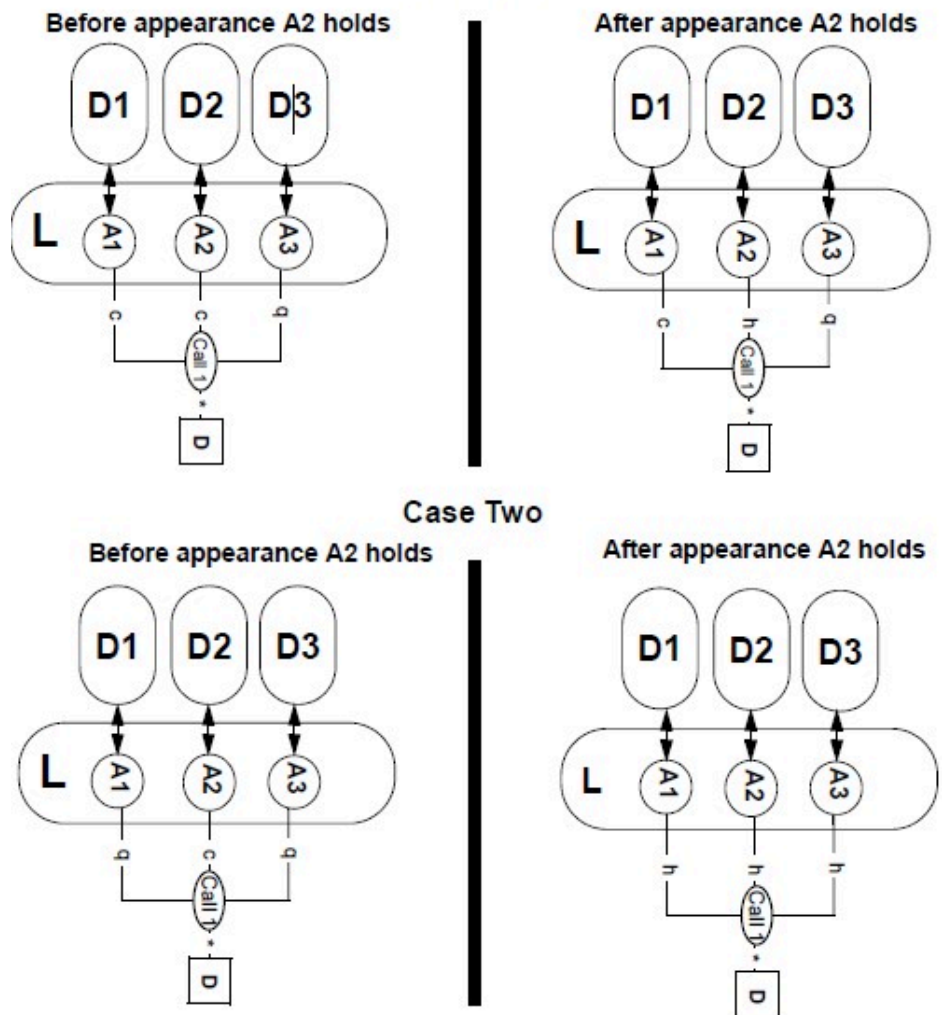 Before appearance A2 holds
After appearance A2 holds
D1 D2 D3
D1 D2 D3
L A1 A2 A3
L A1 A2 A3
c c q
c h q
Call 1
Call 1
*
*
D
D
Case Two
Before appearance A2 holds
After appearance A2 holds
D1 D2 D3
D1 D2 D3
L A1 A2 A3
L A1 A2 A3
q c q
h h h
Call 1
Call 1
*
*
D
D